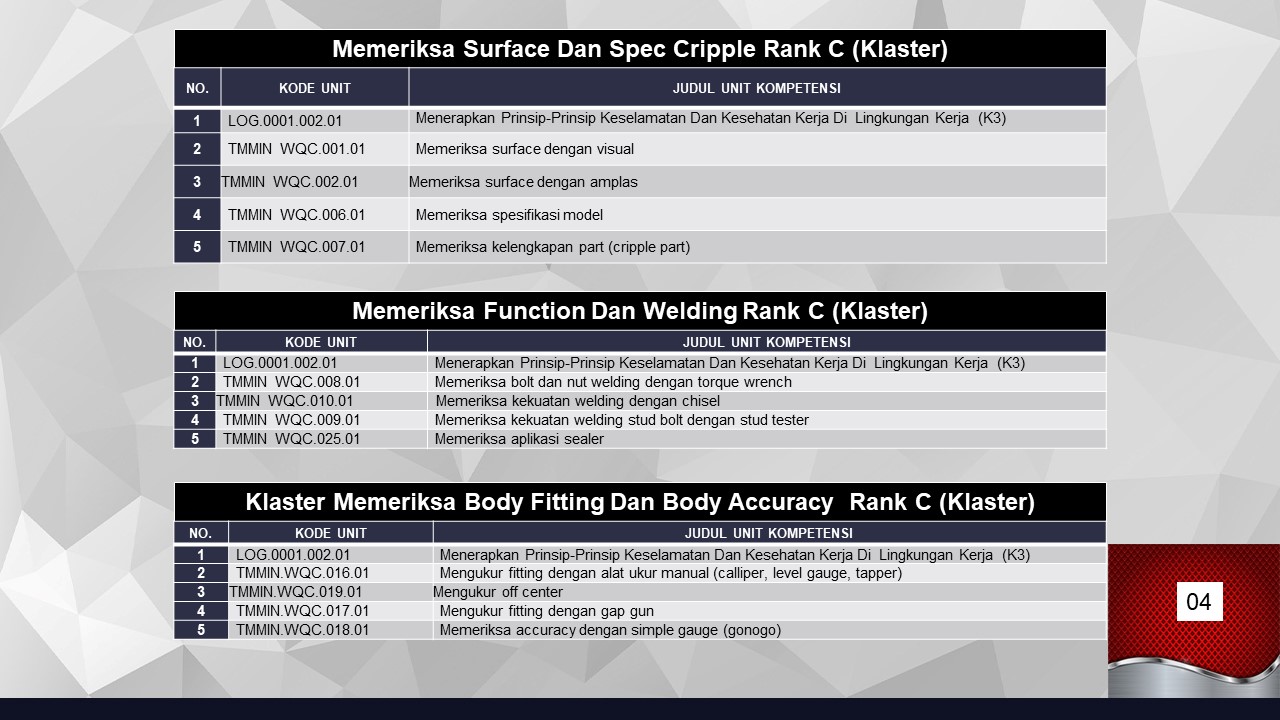 Memeriksa Surface Dan Spec Cripple Rank C (Klaster)
NO. KODE UNIT JUDUL UNIT KOMPETENSI
1 LOG.0001.002.01 Menerapkan Prinsip-Prinsip Keselamatan Dan Kesehatan Kerja Di Lingkungan Kerja (K3)
2 TMMIN WQC.001.01 Memeriksa surface dengan visual
3 TMMIN WQC.002.01 Memeriksa surface dengan amplas
4 TMMIN WQC.006.01 Memeriksa spesifikasi model
5 TMMIN WQC.007.01 Memeriksa kelengkapan part (cripple part)
Memeriksa Function Dan Welding Rank C (Klaster)
NO. KODE UNIT JUDUL UNIT KOMPETENSI
1 LOG.0001.002.01 Menerapkan Prinsip-Prinsip Keselamatan Dan Kesehatan Kerja Di Lingkungan Kerja (K3)
2 TMMIN WQC.008.01 Memeriksa bolt dan nut welding dengan torque wrench
3 TMMIN WQC.010.01 Memeriksa kekuatan welding dengan chisel
4 TMMIN WQC.009.01 Memeriksa kekuatan welding stud bolt dengan stud tester
5 TMMIN WQC.025.01 Memeriksa aplikasi sealer
Klaster Memeriksa Body Fitting Dan Body Accuracy Rank C (Klaster)
NO. KODE UNIT JUDUL UNIT KOMPETENSI
1 LOG.0001.002.01 Menerapkan Prinsip-Prinsip Keselamatan Dan Kesehatan Kerja Di Lingkungan Kerja (K3)
2 TMMIN.WQC.016.01 Mengukur fitting dengan alat ukur manual (calliper, level gauge, tapper)
3 TMMIN.WQC.019.01 Mengukur off center
4 TMMIN.WQC.017.01 Mengukur fitting dengan gap gun
5 TMMIN.WQC.018.01 Memeriksa accuracy dengan simple gauge (gonogo)
04